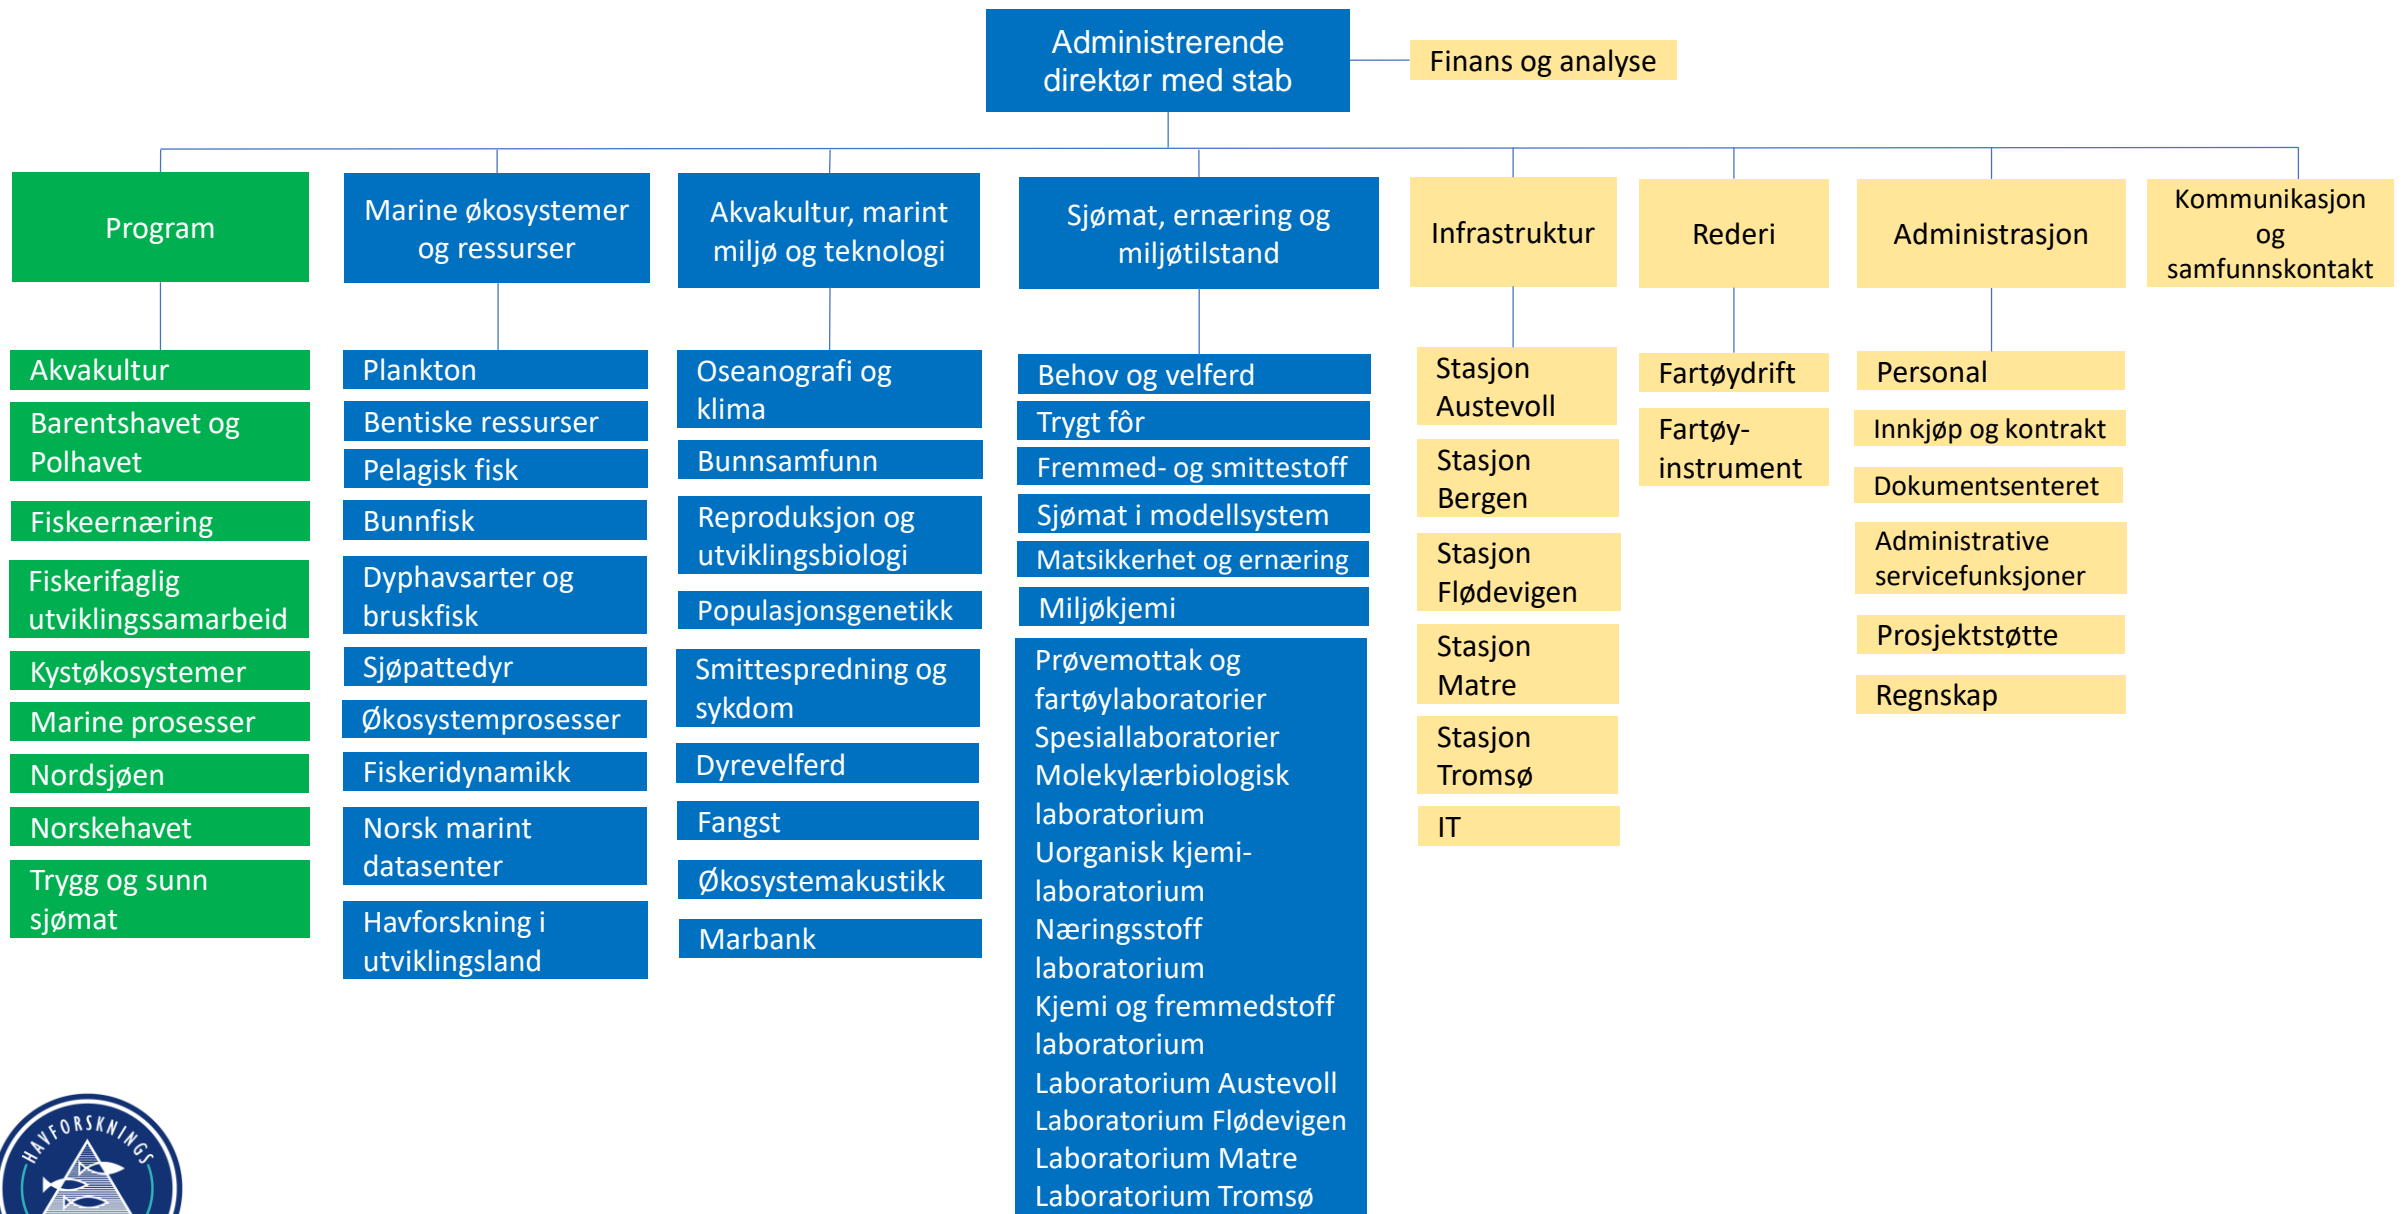 Administrerende
direktør med stab
Finans og analyse
Program
Marine økosystemer
og ressurser
Akvakultur, marint
miljø og teknologi
Sjømat, ernæring og
miljøtilstand
Infrastruktur
Rederi
Administrasjon
Kommunikasjon
og
samfunnskontakt
Akvakultur
Barentshavet og
Polhavet
Fiskeernæring
Fiskerifaglig
utviklingssamarbeid
Kystøkosystemer
Marine prosesser
Nordsjøen
Norskehavet
Trygg og sunn
sjømat
Plankton
Bentiske ressurser
Pelagisk fisk
Bunnfisk
Dyphavsarter og
bruskfisk
Sjøpattedyr
Økosystemprosesser
Fiskeridynamikk
Norsk marint
datasenter
Havforskning i
utviklingsland
Oseanografi og
klima
Bunnsamfunn
Reproduksjon og
utviklingsbiologi
Populasjonsgenetikk
Smittespredning og
sykdom
Dyrevelferd
Fangst
Økosystemakustikk
Marbank
Behov og velferd
Trygt fôr
Fremmed- og smittestoff
Sjømat i modellsystem
Matsikkerhet og ernæring
Miljøkjemi
Prøvemottak og
fartøylaboratorier
Spesiallaboratorier
Molekylærbiologisk
laboratorium
Uorganisk kjemi-
laboratorium
Næringsstoff
laboratorium
Kjemi og fremmedstoff
laboratorium
Laboratorium Austevoll
Laboratorium Flødevigen
Laboratorium Matre
Laboratorium Tromsø
Stasjon
Austevoll
Stasjon
Bergen
Stasjon
Flødevigen
Stasjon
Matre
Stasjon
Tromsø
IT
Fartøydrift
Fartøy-
instrument
Personal
Innkjøp og kontrakt
Dokumentsenteret
Administrative
servicefunksjoner
Prosjektstøtte
Regnskap
HAVFORSKNINGS